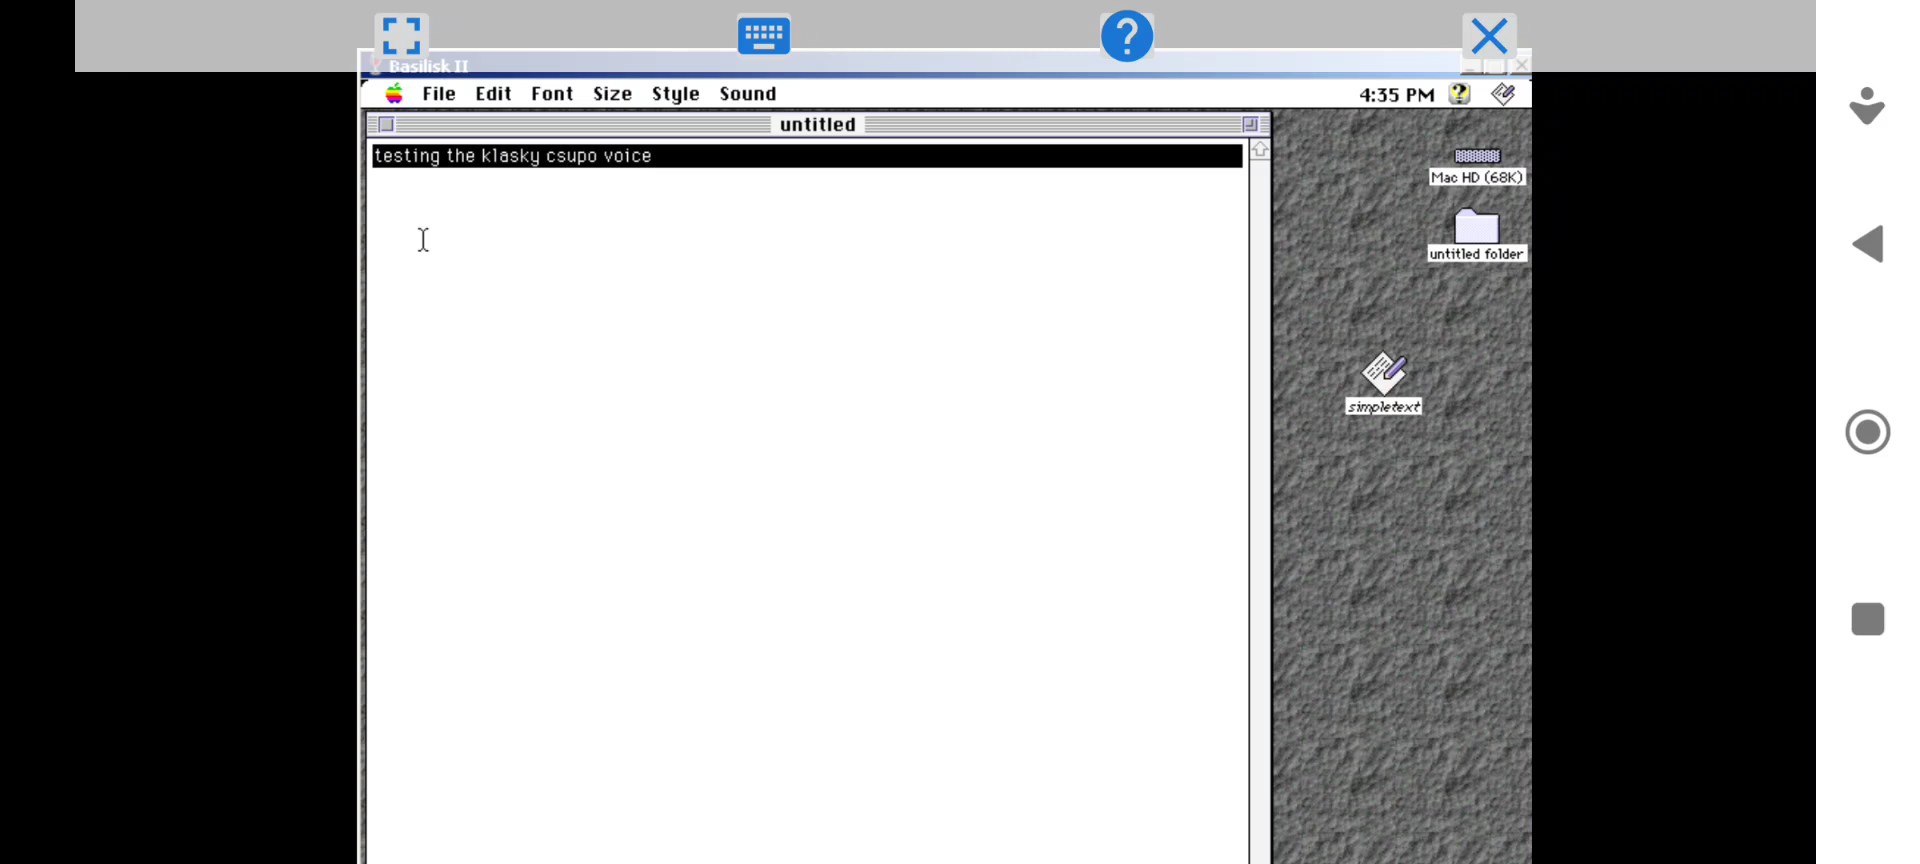 Basilisk II
File Edit Font Size Style Sound 4:35 PM
untitled
testing the klasky csupo voice
Mac HD (68K)
untitled folder
simpletext